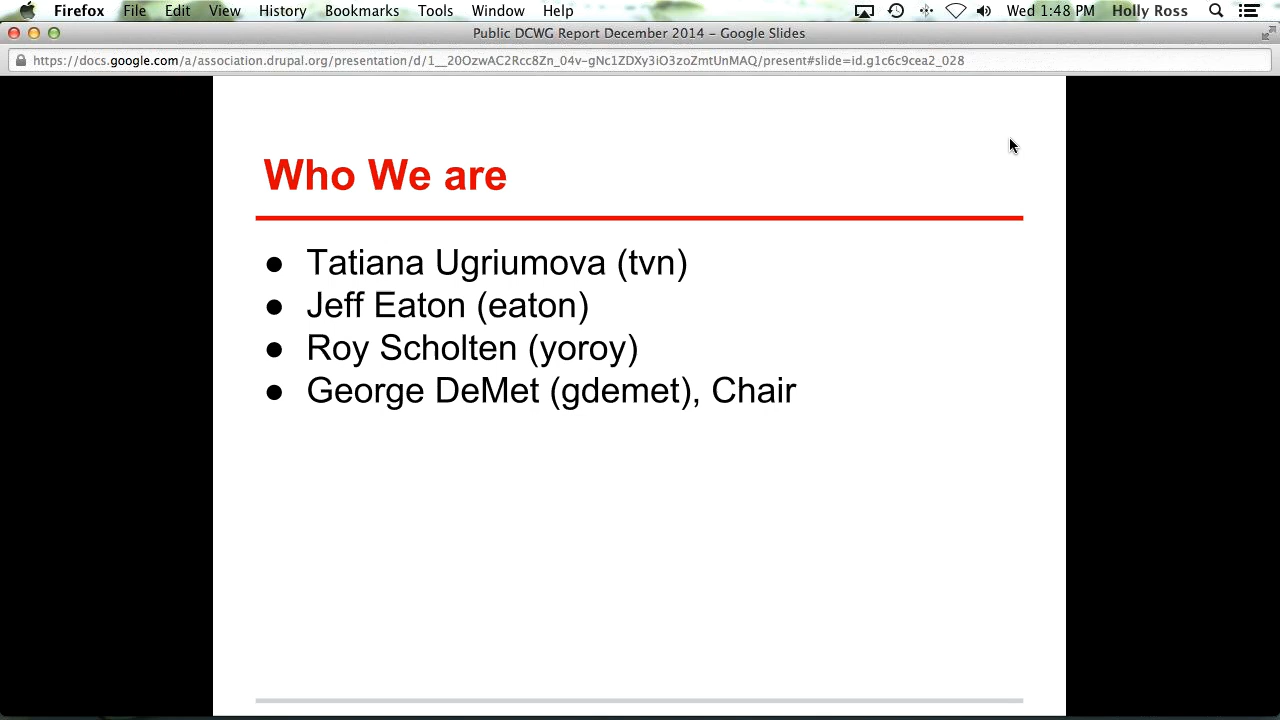 Firefox File Edit View History Bookmarks Tools Window Help Wed 1:48 PM Holly Ross
Public DCWG Report December 2014 – Google Slides
https://docs.google.com/a/association.drupal.org/presentation/d/1__20OzwAC2Rcc8Zn_04v-gNc1ZDXy3iO3zoZmtUnMAQ/present#slide=id.g1c6c9cea2_028
Who We are
● Tatiana Ugriumova (tvn)
● Jeff Eaton (eaton)
● Roy Scholten (yoroy)
● George DeMet (gdemet), Chair